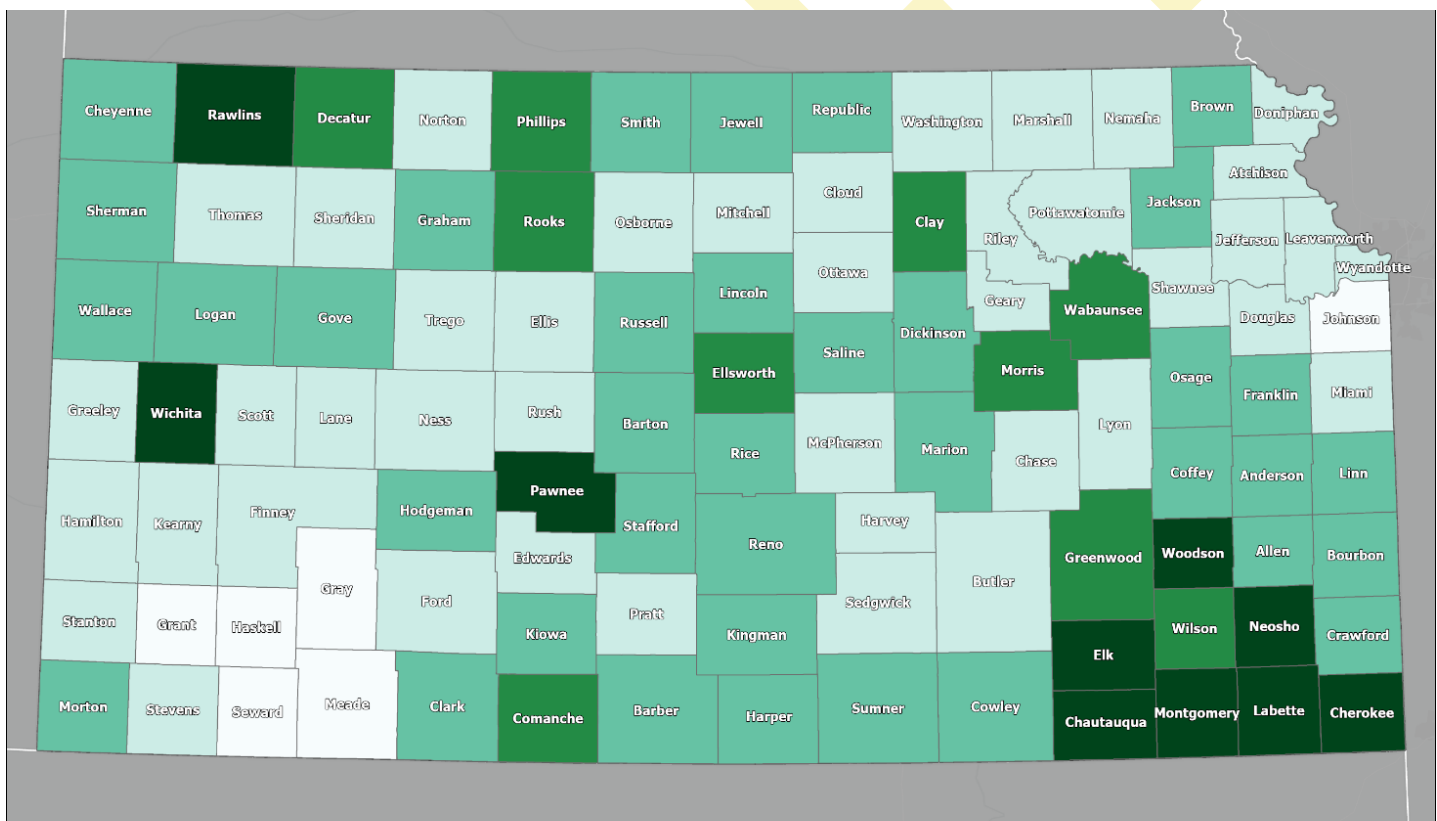 Cheyenne
Rawlins
Decatur
Norton
Phillips
Smith
Jewell
Republic
Washington
Marshall
Nemaha
Brown
Doniphan
Atchison
Sherman
Thomas
Sheridan
Graham
Rooks
Osborne
Mitchell
Cloud
Clay
Riley
Pottawatomie
Jackson
Jefferson
Leavenworth
Wyandotte
Wallace
Logan
Gove
Trego
Ellis
Russell
Lincoln
Ottawa
Saline
Dickinson
Geary
Wabaunsee
Shawnee
Douglas
Johnson
Greeley
Wichita
Scott
Lane
Ness
Rush
Barton
Ellsworth
Rice
McPherson
Marion
Morris
Chase
Lyon
Osage
Franklin
Miami
Coffey
Anderson
Linn
Hamilton
Kearny
Finney
Hodgeman
Pawnee
Edwards
Stafford
Reno
Harvey
Sedgwick
Butler
Greenwood
Woodson
Allen
Bourbon
Stanton
Grant
Haskell
Gray
Ford
Kiowa
Pratt
Kingman
Elk
Wilson
Neosho
Crawford
Morton
Stevens
Seward
Meade
Clark
Comanche
Barber
Harper
Sumner
Cowley
Chautauqua
Montgomery
Labette
Cherokee